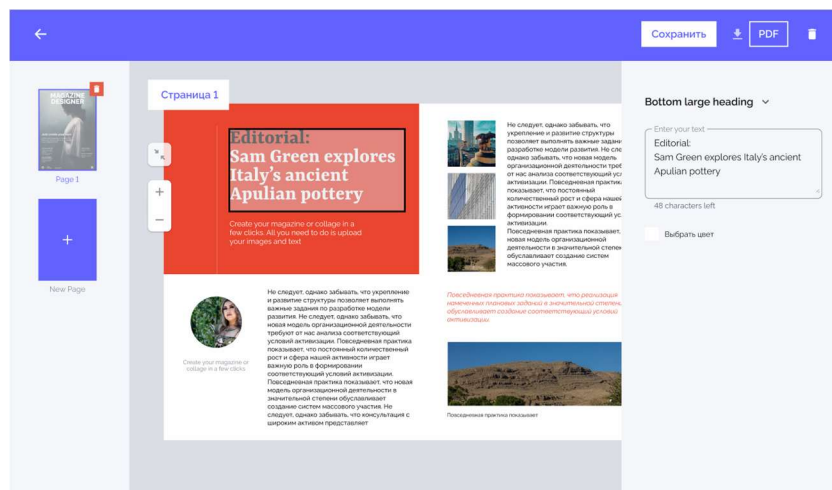 Сохранить
PDF
MAGAZINE
DESIGNER
Page 1
+
New Page
Страница 1
+
−
Editorial:
Sam Green explores
Italy's ancient
Apulian pottery
Create your magazine or collage in a
few clicks. All you need to do is upload
your images and text
Не следует, однако забывать, что
укрепление и развитие структуры
позволяет выполнять важные задани
разработке модели развития. Не сле
однако забывать, что новая модель
организационной деятельности треб
от нас анализа соответствующий усл
активизации. Повседневная практик
показывает, что постоянный
количественный рост и сфера нашей
активности играет важную роль в
формировании соответствующий ус
активизации.
Повседневная практика показывает,
новая модель организационной
деятельности в значительной степен
обуславливает создание систем
массового участия.
Create your magazine or
collage in a few clicks
Не следует, однако забывать, что укрепление
и развитие структуры позволяет выполнять
важные задания по разработке модели
развития. Не следует, однако забывать, что
новая модель организационной деятельности
требуют от нас анализа соответствующий
условий активизации. Повседневная практика
показывает, что постоянный количественный
рост и сфера нашей активности играет
важную роль в формировании
соответствующий условий активизации.
Повседневная практика показывает, что новая
модель организационной деятельности в
значительной степени обуславливает
создание систем массового участия. Не
следует, однако забывать, что консультация с
широким активом представляет
Повседневная практика показывает, что реализация
намеченных плановых заданий в значительной степени
обуславливает создание соответствующий условий
активизации.
Повседневная практика показывает
Bottom large heading
Enter your text
Editorial:
Sam Green explores Italy's ancient
Apulian pottery
48 characters left
Выбрать цвет